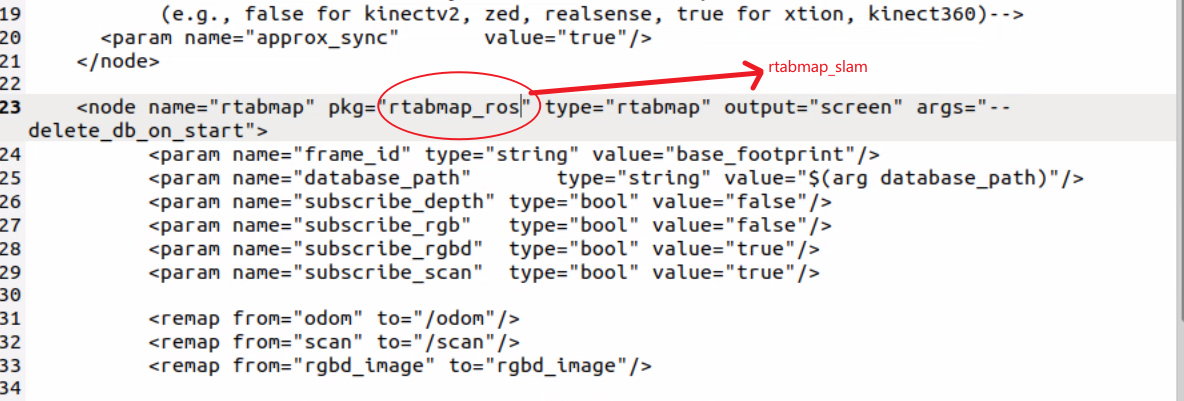 19 (e.g., false for kinectv2, zed, realsense, true for xtion, kinect360)-->
20 <param name="approx_sync" value="true"/>
21 </node>
22
rtabmap_slam
23 <node name="rtabmap" pkg="rtabmap_ros" type="rtabmap" output="screen" args="--
delete_db_on_start">
24 <param name="frame_id" type="string" value="base_footprint"/>
25 <param name="database_path" type="string" value="$(arg database_path)"/>
26 <param name="subscribe_depth" type="bool" value="false"/>
27 <param name="subscribe_rgb" type="bool" value="false"/>
28 <param name="subscribe_rgbd" type="bool" value="true"/>
29 <param name="subscribe_scan" type="bool" value="true"/>
30
31 <remap from="odom" to="/odom"/>
32 <remap from="scan" to="/scan"/>
33 <remap from="rgbd_image" to="rgbd_image"/>
34